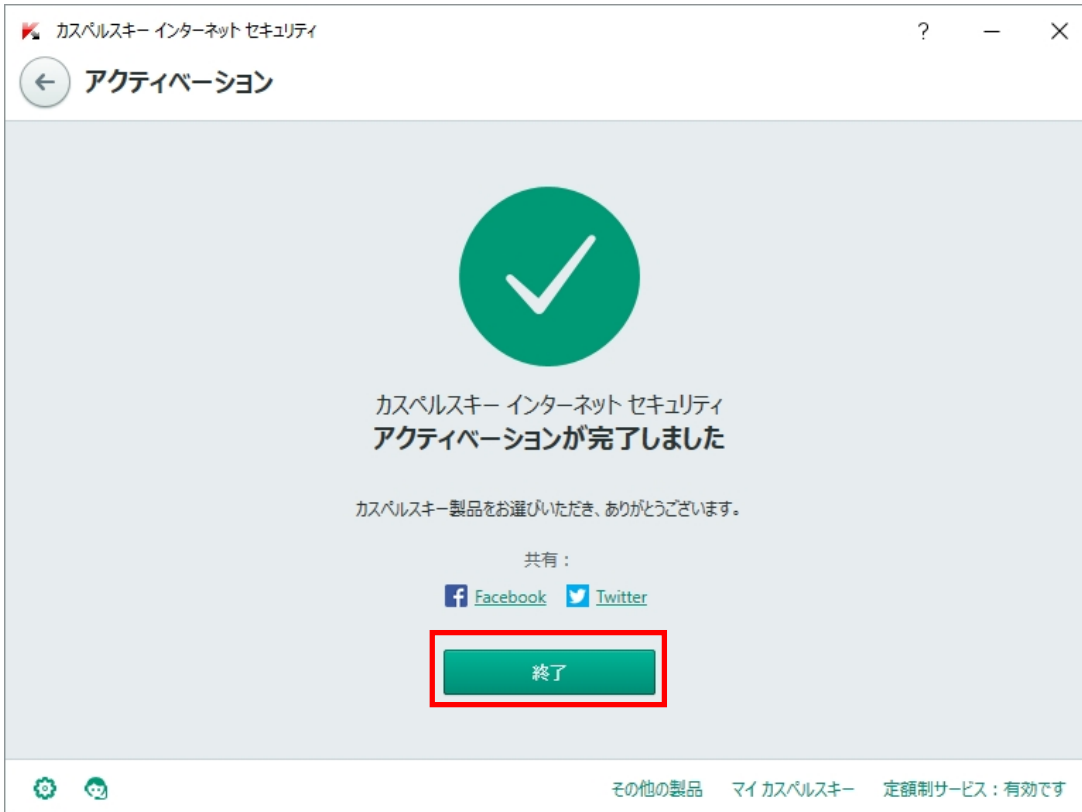 カスペルスキー インターネット セキュリティ
?
アクティベーション
カスペルスキー インターネット セキュリティ
アクティベーションが完了しました
カスペルスキー製品をお選びいただき、ありがとうございます。
共有：
Facebook Twitter
終了
その他の製品 マイ カスペルスキー 定額制サービス：有効です